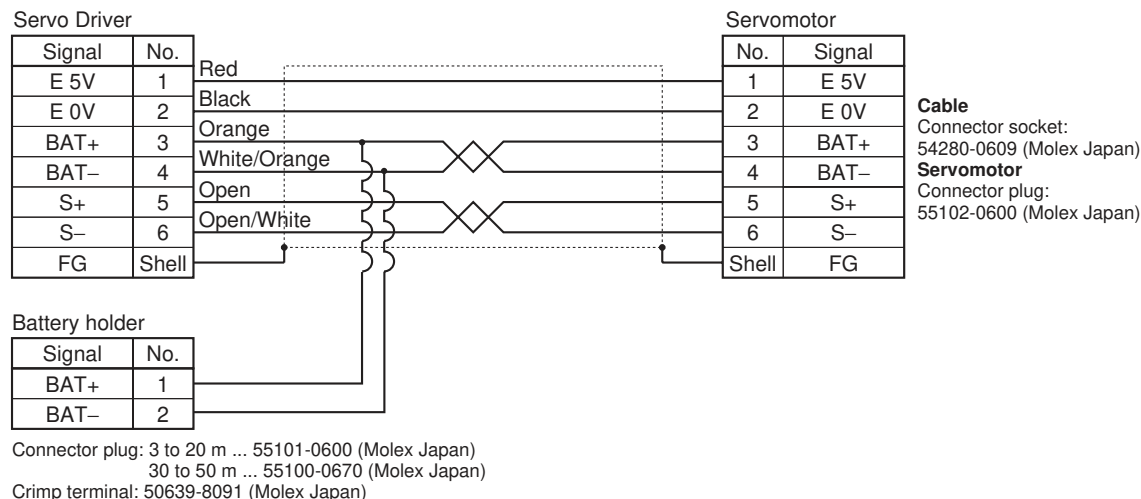 Servo Driver
Signal No.
E 5V 1
E 0V 2
BAT+ 3
BAT− 4
S+ 5
S− 6
FG Shell
Red
Black
Orange
White/Orange
Open
Open/White
Servomotor
No. Signal
1 E 5V
2 E 0V
3 BAT+
4 BAT−
5 S+
6 S−
Shell FG
Cable
Connector socket:
54280-0609 (Molex Japan)
Servomotor
Connector plug:
55102-0600 (Molex Japan)
Battery holder
Signal No.
BAT+ 1
BAT− 2
Connector plug: 3 to 20 m ... 55101-0600 (Molex Japan)
30 to 50 m ... 55100-0670 (Molex Japan)
Crimp terminal: 50639-8091 (Molex Japan)